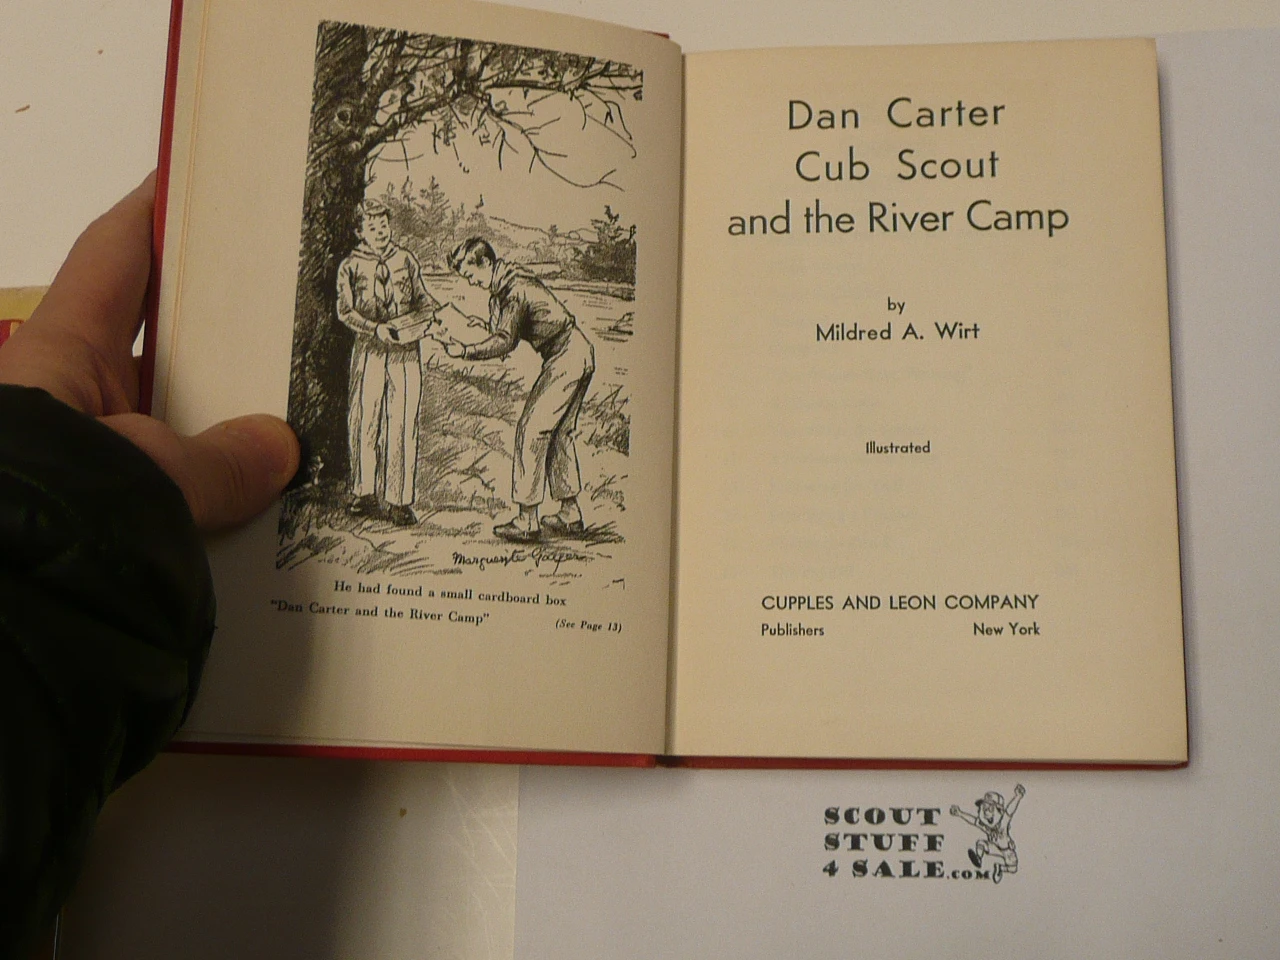 Marguerite
He had found a small cardboard box
"Dan Carter and the River Camp"
(See Page 13)
Dan Carter
Cub Scout
and the River Camp
by
Mildred A. Wirt
Illustrated
CUPPLES AND LEON COMPANY
Publishers New York
SCOUT
STUFF
4 SALE.COM